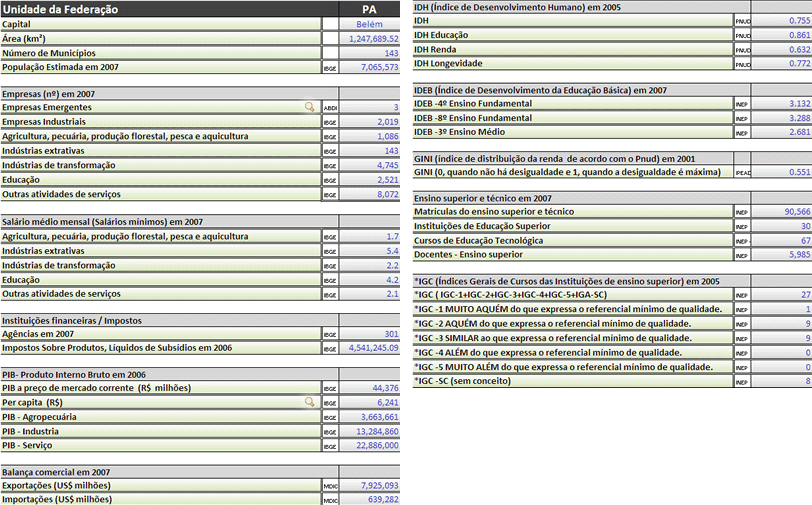 Unidade da Federação PA
Capital Belém
Área (km²) 1,247,689.52
Número de Municípios 143
População Estimada em 2007 IBGE 7,065,573
Empresas (nº) em 2007
Empresas Emergentes ABDI 3
Empresas Industriais IBGE 2,019
Agricultura, pecuária, produção florestal, pesca e aquicultura IBGE 1,086
Indústrias extrativas IBGE 143
Indústrias de transformação IBGE 4,745
Educação IBGE 2,521
Outras atividades de serviços IBGE 8,072
Salário médio mensal (Salários mínimos) em 2007
Agricultura, pecuária, produção florestal, pesca e aquicultura IBGE 1.7
Indústrias extrativas IBGE 5.4
Indústrias de transformação IBGE 2.2
Educação IBGE 4.2
Outras atividades de serviços IBGE 2.1
Instituições financeiras / Impostos
Agências em 2007 IBGE 301
Impostos Sobre Produtos, Líquidos de Subsídios em 2006 IBGE 4,541,245.09
PIB- Produto Interno Bruto em 2006
PIB a preço de mercado corrente (R$ milhões) IBGE 44,376
Per capita (R$) IBGE 6,241
PIB - Agropecuária IBGE 3,663,661
PIB - Industria IBGE 13,284,860
PIB - Serviço IBGE 22,886,000
Balança comercial em 2007
Exportações (US$ milhões) MDIC 7,925,093
Importações (US$ milhões) MDIC 639,282
IDH (Índice de Desenvolvimento Humano) em 2005
IDH PNUD 0.755
IDH Educação PNUD 0.861
IDH Renda PNUD 0.632
IDH Longevidade PNUD 0.772
IDEB (Índice de Desenvolvimento da Educação Básica) em 2007
IDEB -4º Ensino Fundamental INEP 3.132
IDEB -8º Ensino Fundamental INEP 3.288
IDEB -3º Ensino Médio INEP 2.681
GINI (índice de distribuição da renda de acordo com o Pnud) em 2001
GINI (0, quando não há desigualdade e 1, quando a desigualdade é máxima) IPEAD 0.551
Ensino superior e técnico em 2007
Matrículas do ensino superior e técnico INEP 90,566
Instituições de Educação Superior INEP 30
Cursos de Educação Tecnológica INEP - 67
Docentes - Ensino superior INEP 5,985
*IGC (Índices Gerais de Cursos das Instituições de ensino superior) em 2005
*IGC ( IGC-1+IGC-2+IGC-3+IGC-4+IGC-5+IGA-SC) INEP 27
*IGC -1 MUITO AQUÉM do que expressa o referencial mínimo de qualidade. INEP 1
*IGC -2 AQUÉM do que expressa o referencial mínimo de qualidade. INEP 9
*IGC -3 SIMILAR ao que expressa o referencial mínimo de qualidade. INEP 9
*IGC -4 ALÉM do que expressa o referencial mínimo de qualidade. INEP 0
*IGC -5 MUITO ALÉM do que expressa o referencial mínimo de qualidade. INEP 0
*IGC -SC (sem conceito) INEP 8